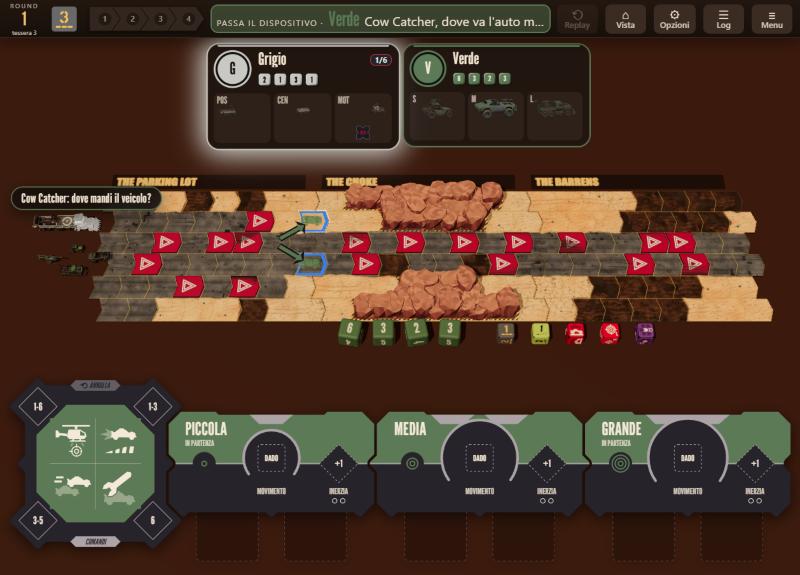 ROUND
1
tessera 3
3
1 2 3 4
PASSA IL DISPOSITIVO · Verde Cow Catcher, dove va l'auto m...
Replay
Vista
Opzioni
Log
Menu
G
Grigio
1/6
2 1 3 1
POS
CEN
MOT
V
Verde
S
M
L
THE PARKING LOT
THE CHOKE
THE BARRENS
Cow Catcher: dove mandi il veicolo?
6 3 2 3
1
!
ANNULLA
1-6
1-3
3-5
6
COMANDI
PICCOLA
IN PARTENZA
DADO
MOVIMENTO
+1
INERZIA
MEDIA
DADO
MOVIMENTO
+1
INERZIA
GRANDE
IN PARTENZA
DADO
MOVIMENTO
+1
INERZIA